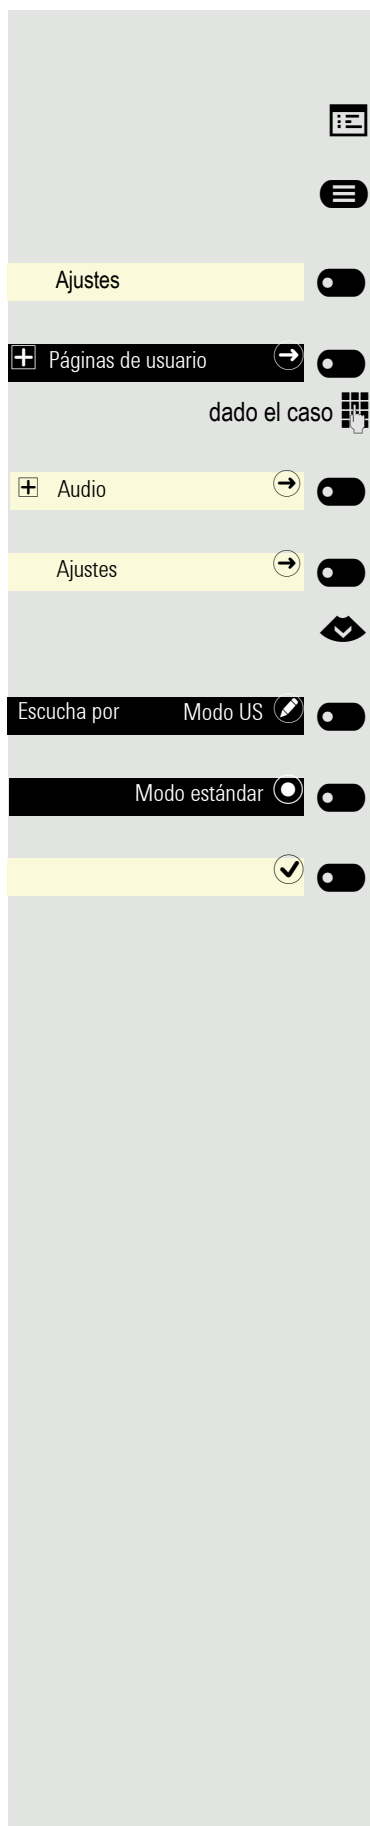 Ajustes
Páginas de usuario
dado el caso
Audio
Ajustes
Escucha por Modo US
Modo estándar